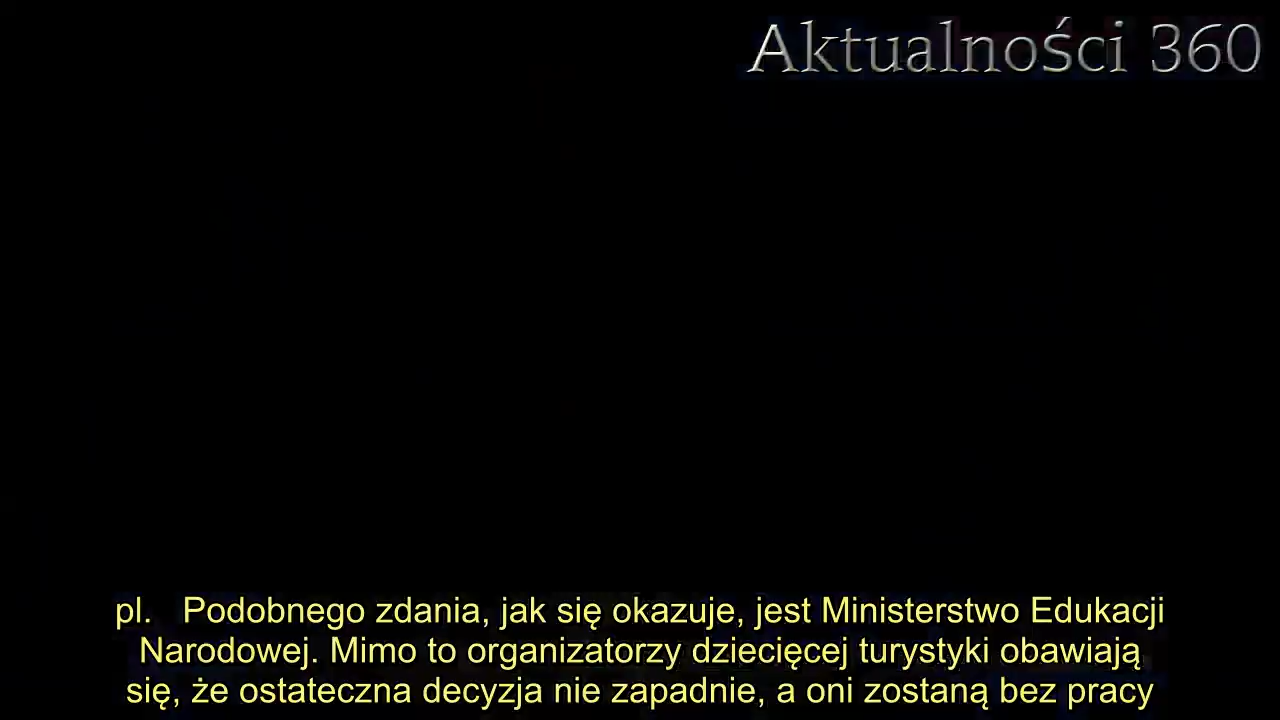 Aktualności 360
pl. Podobnego zdania, jak się okazuje, jest Ministerstwo Edukacji
Narodowej. Mimo to organizatorzy dziecięcej turystyki obawiają
się, że ostateczna decyzja nie zapadnie, a oni zostaną bez pracy